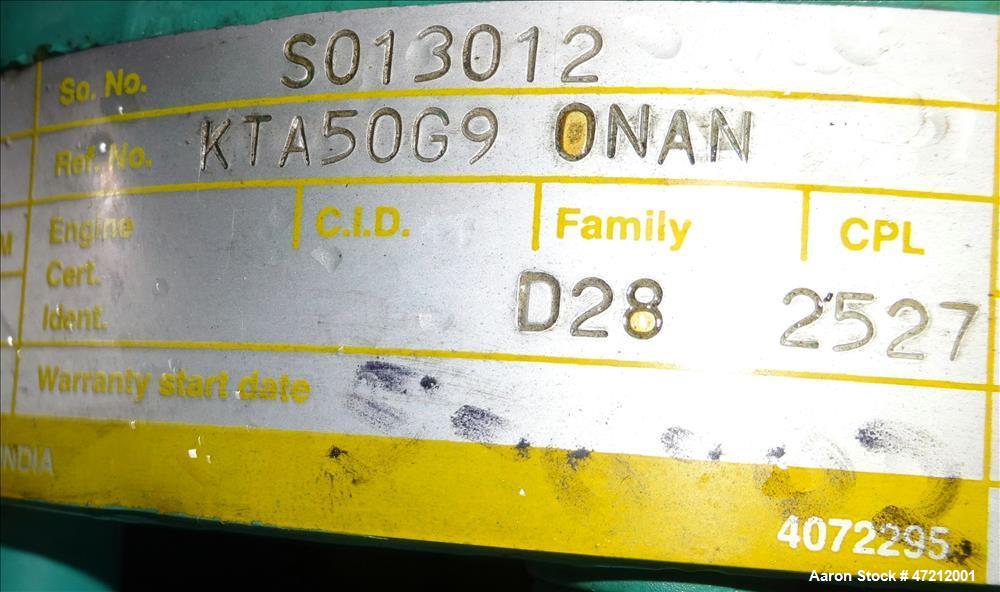 So. No. SO13012
Ref. No. KTA50G9 ONAN
M Engine Cert. Ident. C.I.D. Family D28 CPL 2527
Warranty start date
INDIA
4072295
Aaron Stock # 47212001